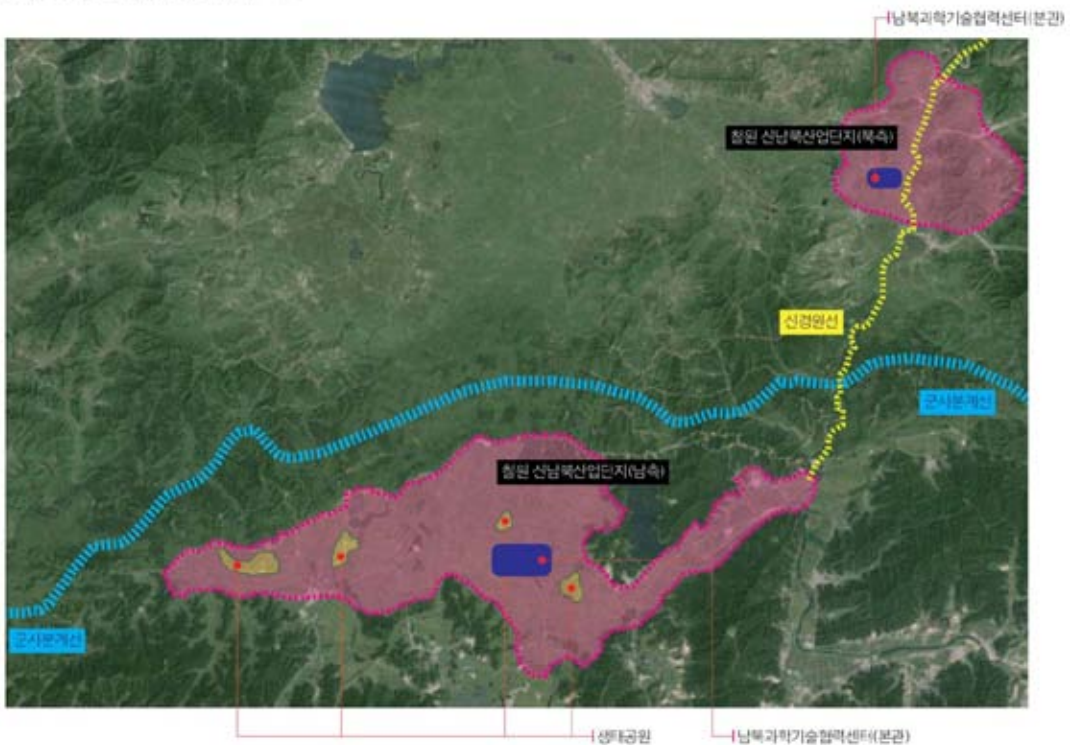 남북과학기술협력센터(분관)
철원 신남북산업단지(북측)
신경원선
군사분계선
철원 신남북산업단지(남측)
군사분계선
생태공원
남북과학기술협력센터(본관)